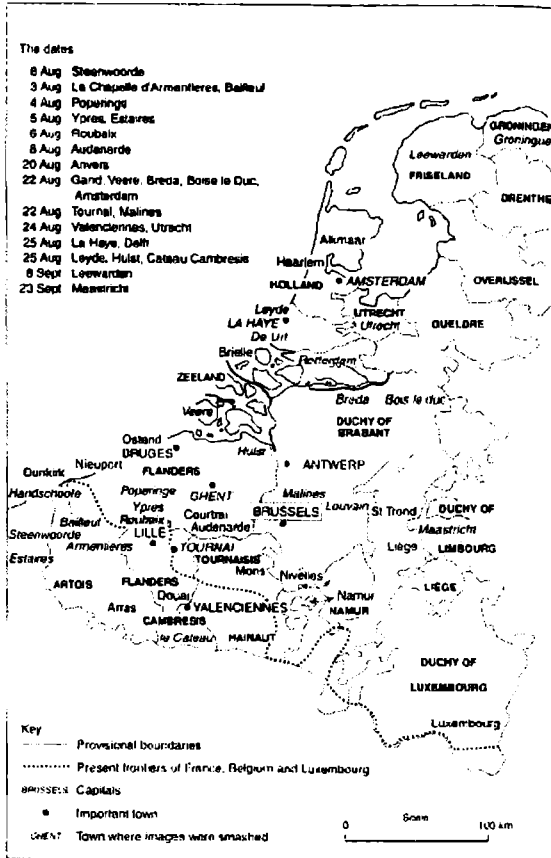 The dates
8 Aug Steenwoorde
3 Aug La Chapelle d'Armentieres, Bailleul
4 Aug Poperinge
5 Aug Ypres, Estaires
6 Aug Roubaix
8 Aug Audenarde
20 Aug Anvers
22 Aug Gand, Veere, Breda, Boise le Duc,
Amsterdam
22 Aug Tournai, Malines
24 Aug Valenciennes, Utrecht
25 Aug La Haye, Delft
25 Aug Leyde, Hulst, Cateau Cambresis
8 Sept Leewarden
23 Sept Maastricht
GRONINGEN
Groningue
Leewarden
FRISELAND
DRENTHE
Alkmaar
Haarlem
HOLLAND
AMSTERDAM
OVERIJSSEL
Leyde
LA HAYE
UTRECHT
Utrecht
GUELDRE
De Uit
Brielle
Rotterdam
ZEELAND
Breda
Bois le duc
Veere
DUCHY OF
BRABANT
Ostend
BRUGES
Hulst
Nieuport
Dunkirk
FLANDERS
ANTWERP
Handschoole
Poperinge
GHENT
Malines
Ypres
Courtrai
BRUSSELS
Louvain
St Trond
DUCHY OF
Bailleul
Roubaix
Audenarde
Maastricht
Steenwoorde
LILLE
Armentières
TOURNAI
Liège
LIMBOURG
Estaires
TOURNAISIS
Mons
Nivelles
ARTOIS
FLANDERS
Namur
LIÈGE
Douai
NAMUR
Arras
VALENCIENNES
CAMBRESIS
le Cateau
HAINAUT
DUCHY OF
LUXEMBOURG
Luxembourg
Key
Provisional boundaries
Present frontiers of France, Belgium and Luxembourg
BRUSSELS Capitals
Important town
GHENT Town where images were smashed
Scale
0 100 km